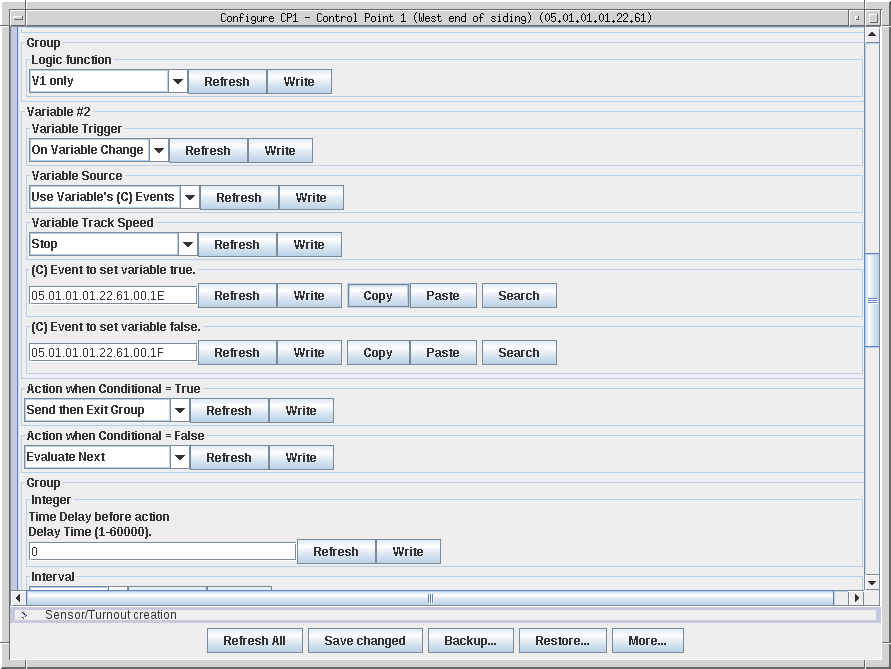 Configure CP1 - Control Point 1 (West end of siding) (05.01.01.01.22.61)
Group
Logic function
V1 only Refresh Write
Variable #2
Variable Trigger
On Variable Change Refresh Write
Variable Source
Use Variable's (C) Events Refresh Write
Variable Track Speed
Stop Refresh Write
(C) Event to set variable true.
05.01.01.01.22.61.00.1E Refresh Write Copy Paste Search
(C) Event to set variable false.
05.01.01.01.22.61.00.1F Refresh Write Copy Paste Search
Action when Conditional = True
Send then Exit Group Refresh Write
Action when Conditional = False
Evaluate Next Refresh Write
Group
Integer
Time Delay before action
Delay Time (1-60000).
0 Refresh Write
Interval
Sensor/Turnout creation
Refresh All Save changed Backup... Restore... More...